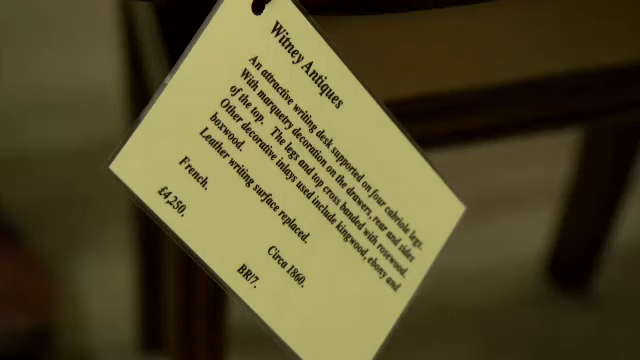 Witney Antiques
An attractive writing desk supported on four cabriole legs.
With marquetry decoration on the drawers, rear and sides
of the top. The legs and top cross banded with rosewood.
Other decorative inlays used include kingwood, ebony and
boxwood.
Leather writing surface replaced.
French.
Circa 1860.
£4,250.
BR/7.